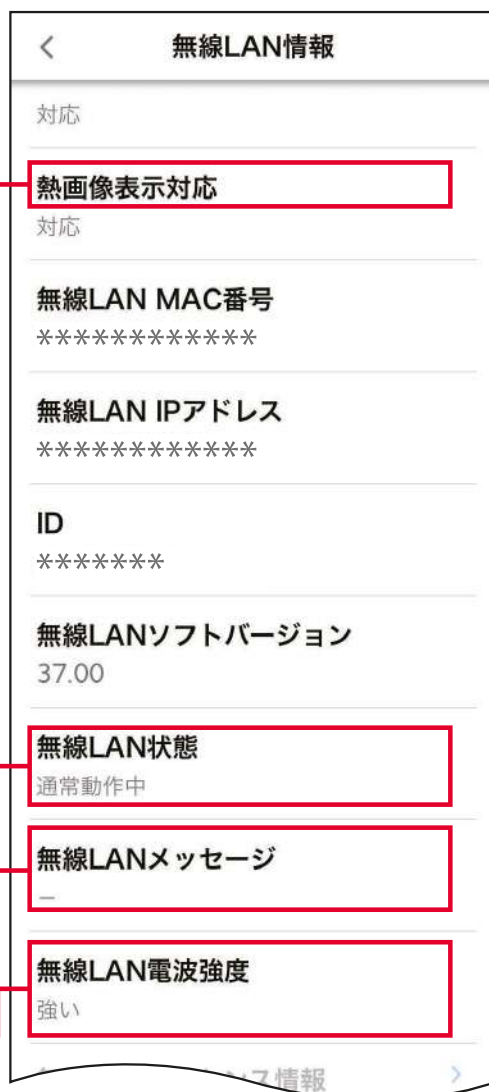 無線LAN情報
対応
熱画像表示対応
対応
無線LAN MAC番号
************
無線LAN IPアドレス
************
ID
*******
無線LANソフトバージョン
37.00
無線LAN状態
通常動作中
無線LANメッセージ
–
無線LAN電波強度
強い
ンス情報